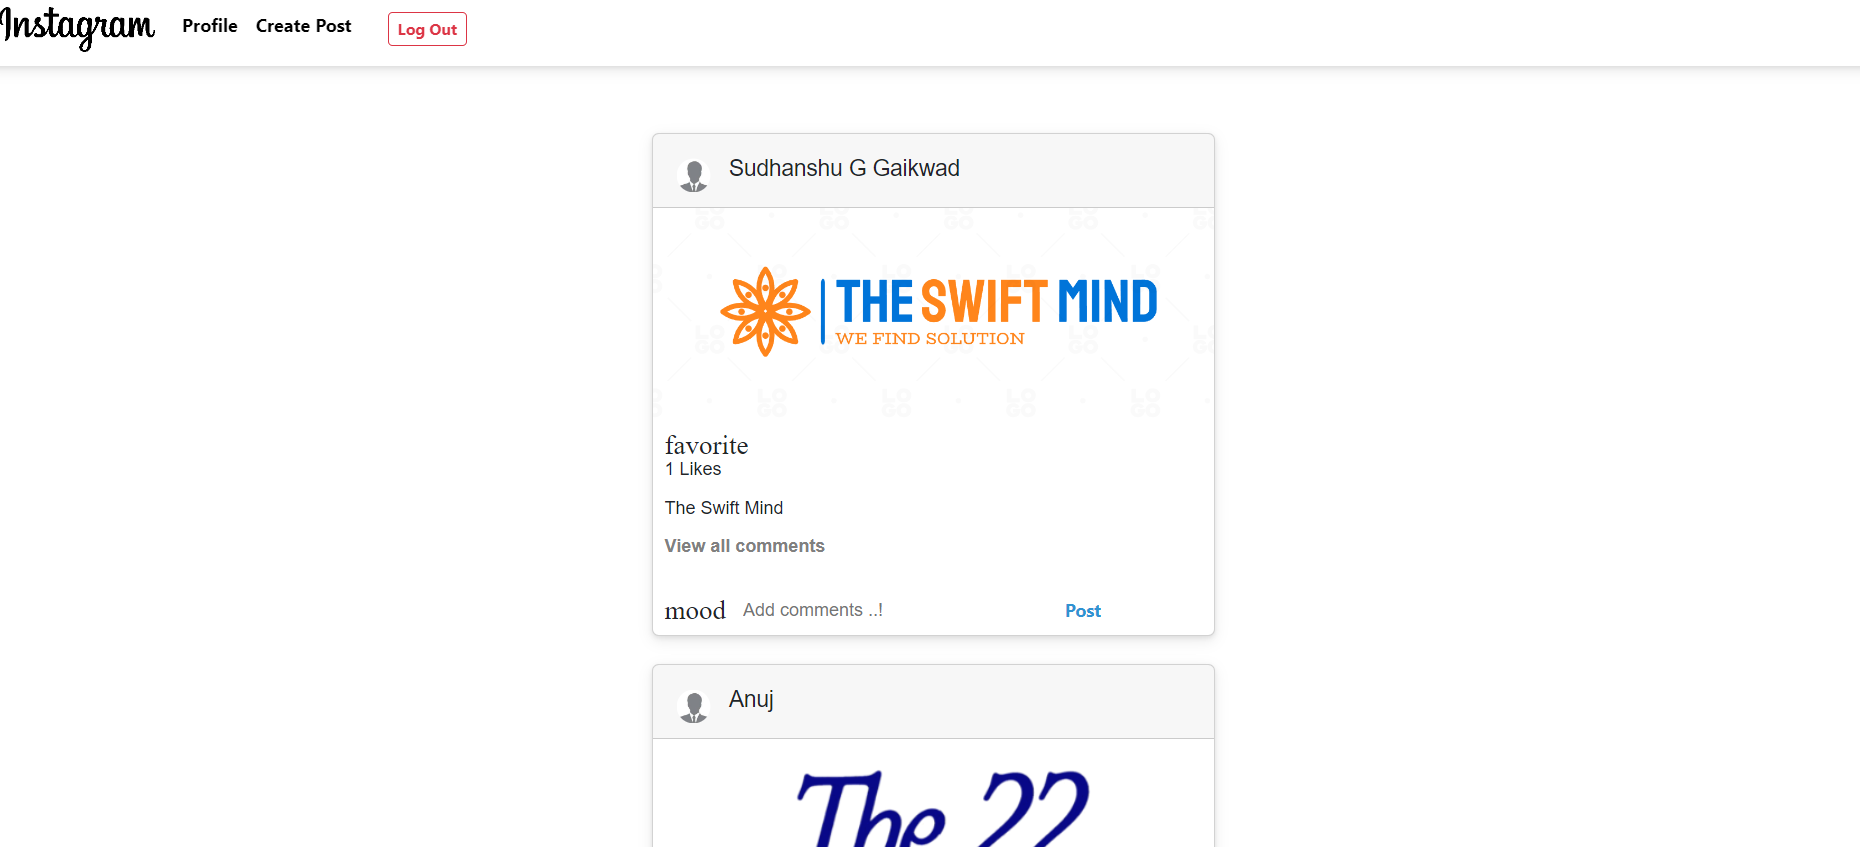 Instagram Profile Create Post Log Out
Sudhanshu G Gaikwad
THE SWIFT MIND
WE FIND SOLUTION
favorite
1 Likes
The Swift Mind
View all comments
mood Add comments ..! Post
Anuj
The 22